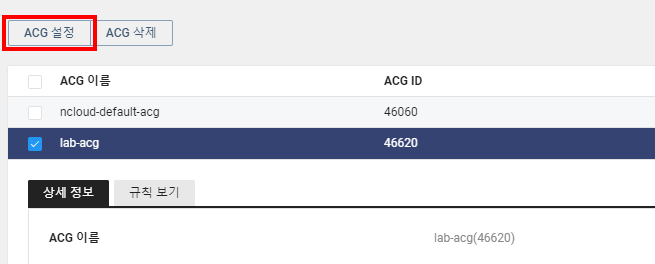 ACG 설정 ACG 삭제
ACG 이름 ACG ID
ncloud-default-acg 46060
lab-acg 46620
상세 정보 규칙 보기
ACG 이름 lab-acg(46620)